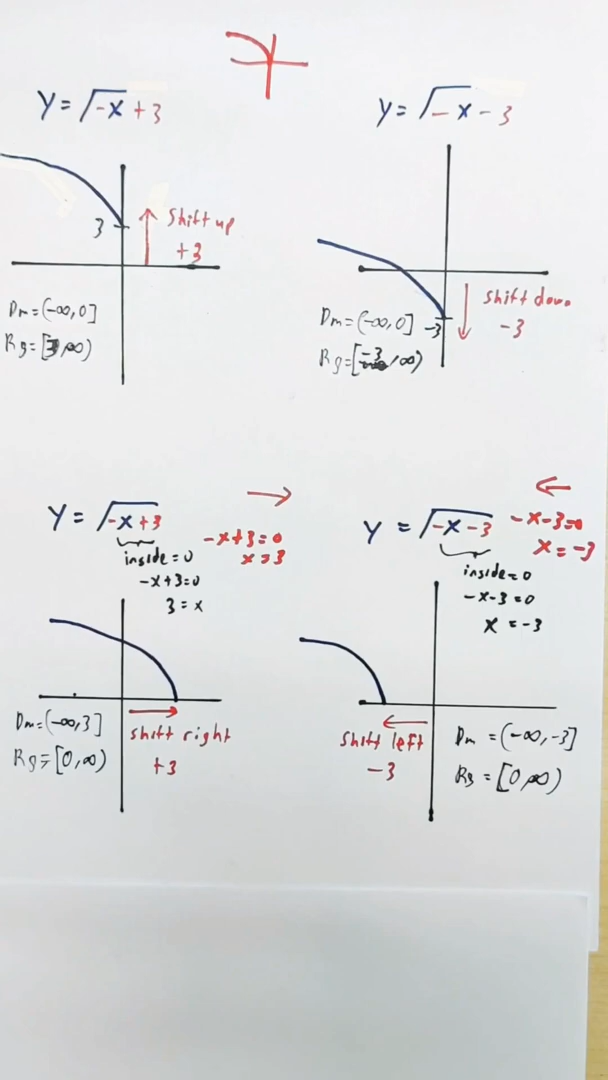 y = √-x + 3
3
shift up
+3
Dm = (-∞, 0]
Rg = [3, ∞)
y = √-x - 3
shift down
-3
-3
Dm = (-∞, 0]
Rg = [-3, ∞)
y = √-x + 3
-x + 3 = 0
x = 3
inside = 0
-x + 3 = 0
3 = x
Dm = (-∞, 3]
Rg = [0, ∞)
shift right
+3
y = √-x - 3
-x - 3 = 0
x = -3
inside = 0
-x - 3 = 0
x = -3
shift left
-3
Dm = (-∞, -3]
Rg = [0, ∞)